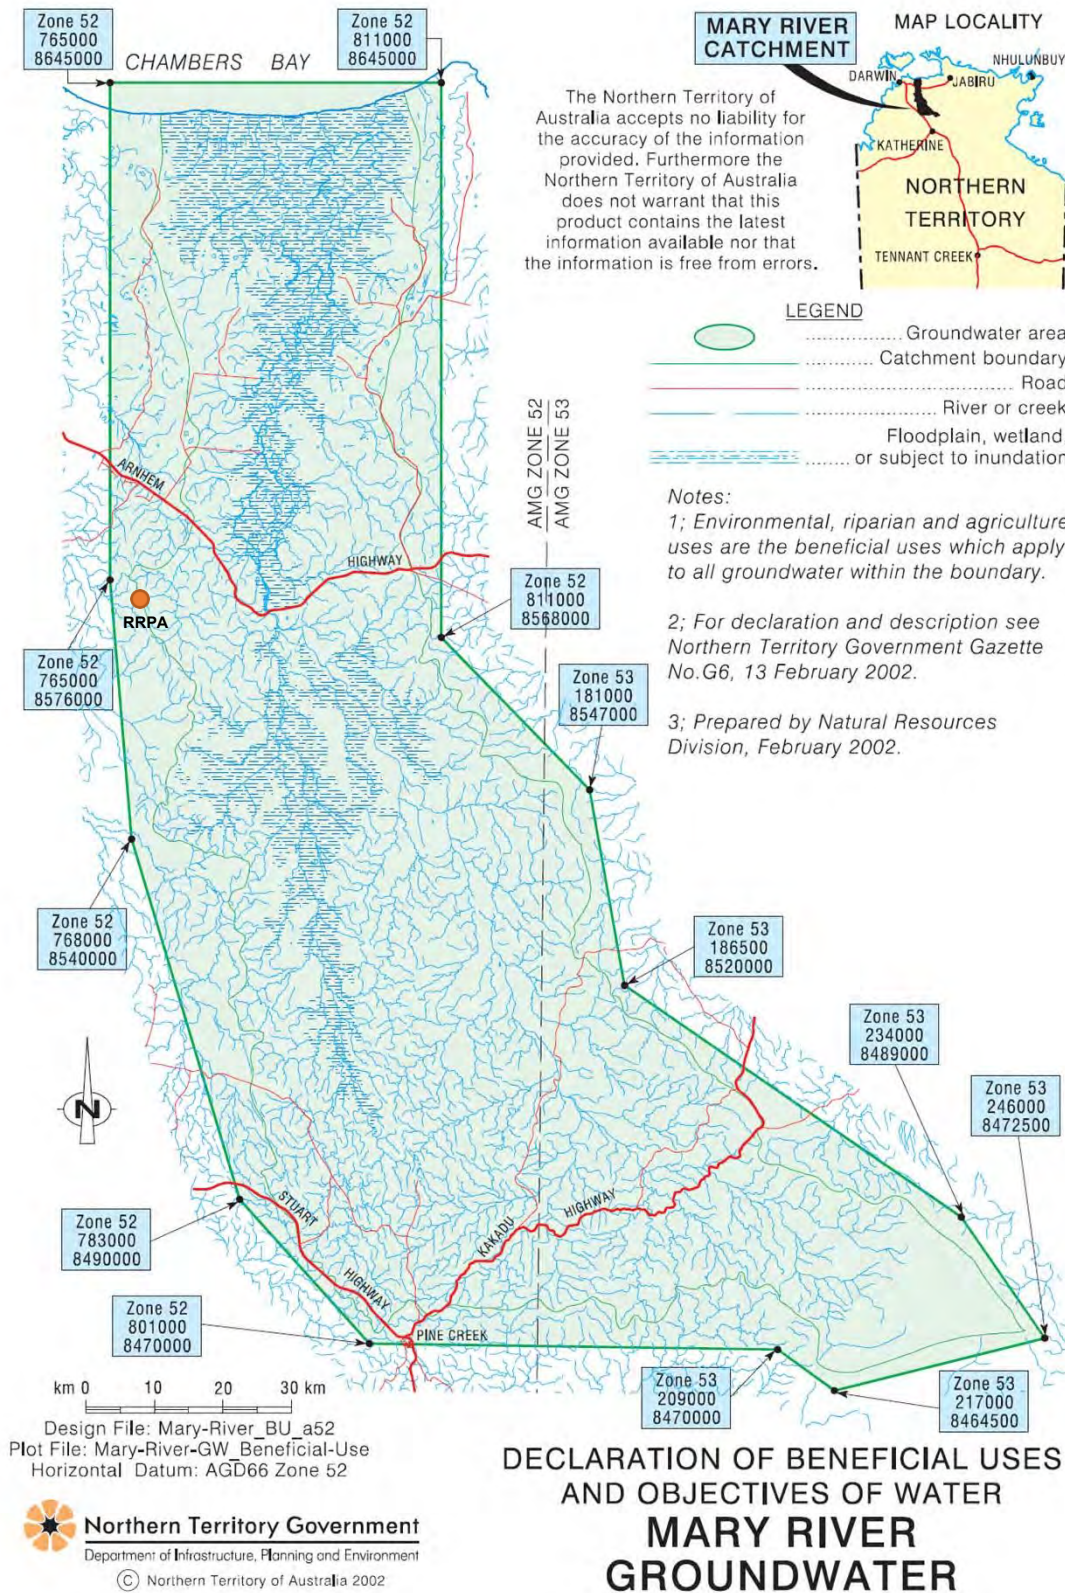 Zone 52
765000
8645000
CHAMBERS BAY
Zone 52
811000
8645000
MARY RIVER
CATCHMENT
MAP LOCALITY
DARWIN
JABIRU
NHULUNBUY
KATHERINE
NORTHERN
TERRITORY
TENNANT CREEK
The Northern Territory of
Australia accepts no liability for
the accuracy of the information
provided. Furthermore the
Northern Territory of Australia
does not warrant that this
product contains the latest
information available nor that
the information is free from errors.
LEGEND
.............. Groundwater area
.................. Catchment boundary
.............................. Road
...................... River or creek
Floodplain, wetland,
....... or subject to inundation
AMG ZONE 52
AMG ZONE 53
ARNHEM
HIGHWAY
RRPA
Notes:
1; Environmental, riparian and agriculture
uses are the beneficial uses which apply
to all groundwater within the boundary.
2; For declaration and description see
Northern Territory Government Gazette
No.G6, 13 February 2002.
3; Prepared by Natural Resources
Division, February 2002.
Zone 52
811000
8568000
Zone 52
765000
8576000
Zone 53
181000
8547000
Zone 52
768000
8540000
Zone 53
186500
8520000
Zone 53
234000
8489000
Zone 53
246000
8472500
N
Zone 52
783000
8490000
STUART
HIGHWAY
KAKADU
HIGHWAY
Zone 52
801000
8470000
PINE CREEK
Zone 53
209000
8470000
Zone 53
217000
8464500
km 0 10 20 30 km
Design File: Mary-River_BU_a52
Plot File: Mary-River-GW_Beneficial-Use
Horizontal Datum: AGD66 Zone 52
Northern Territory Government
Department of Infrastructure, Planning and Environment
© Northern Territory of Australia 2002
DECLARATION OF BENEFICIAL USES
AND OBJECTIVES OF WATER
MARY RIVER
GROUNDWATER